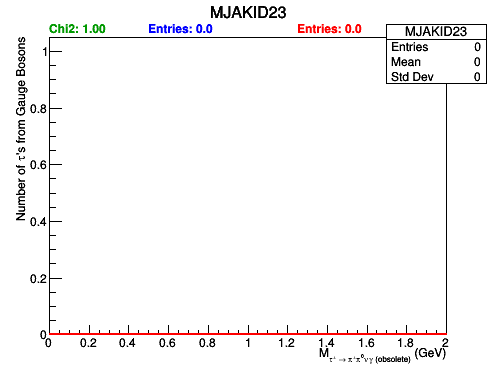 MJAKID23
Chi2: 1.00 Entries: 0.0 Entries: 0.0
MJAKID23
Entries 0
Mean 0
Std Dev 0
Number of τ's from Gauge Bosons
1
0.8
0.6
0.4
0.2
0
0 0.2 0.4 0.6 0.8 1 1.2 1.4 1.6 1.8 2
M τ⁺ → π⁺π⁰νγ (obsolete) (GeV)